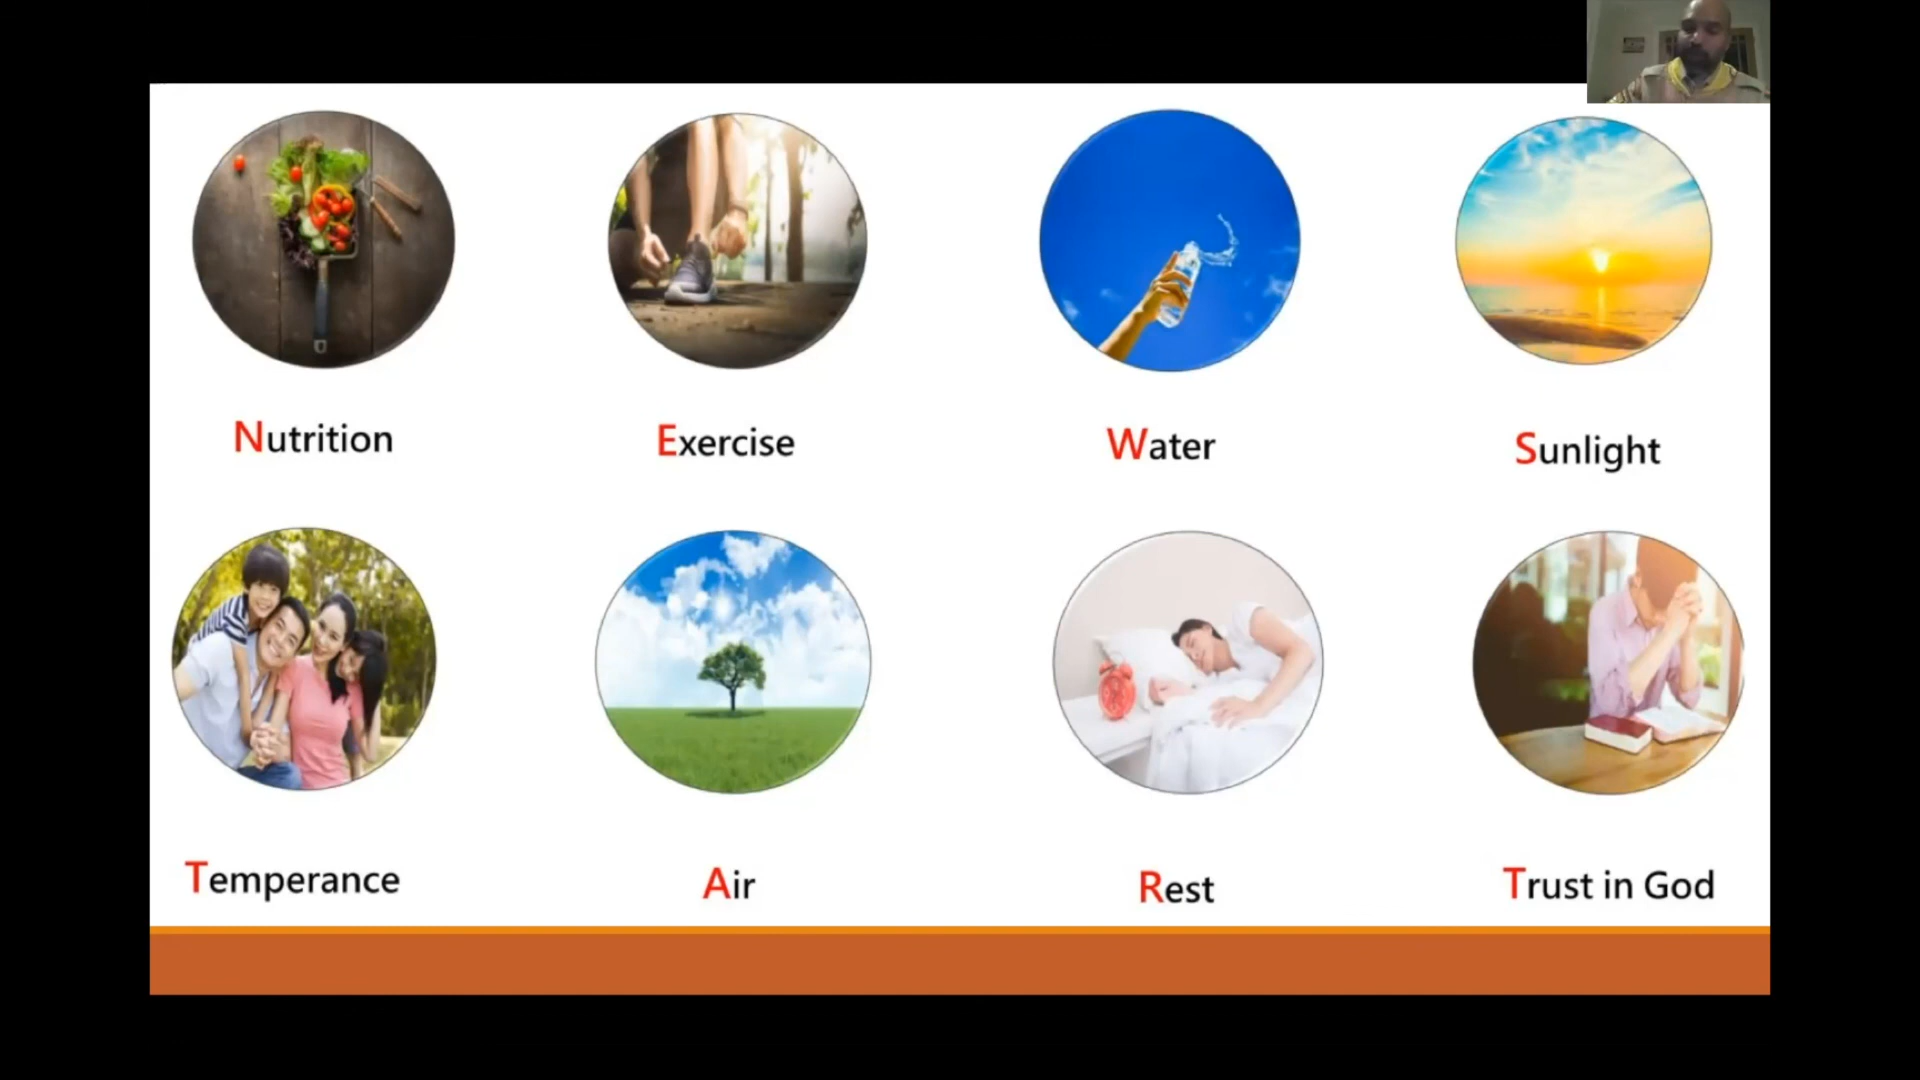 Nutrition
Exercise
Water
Sunlight
Temperance
Air
Rest
Trust in God